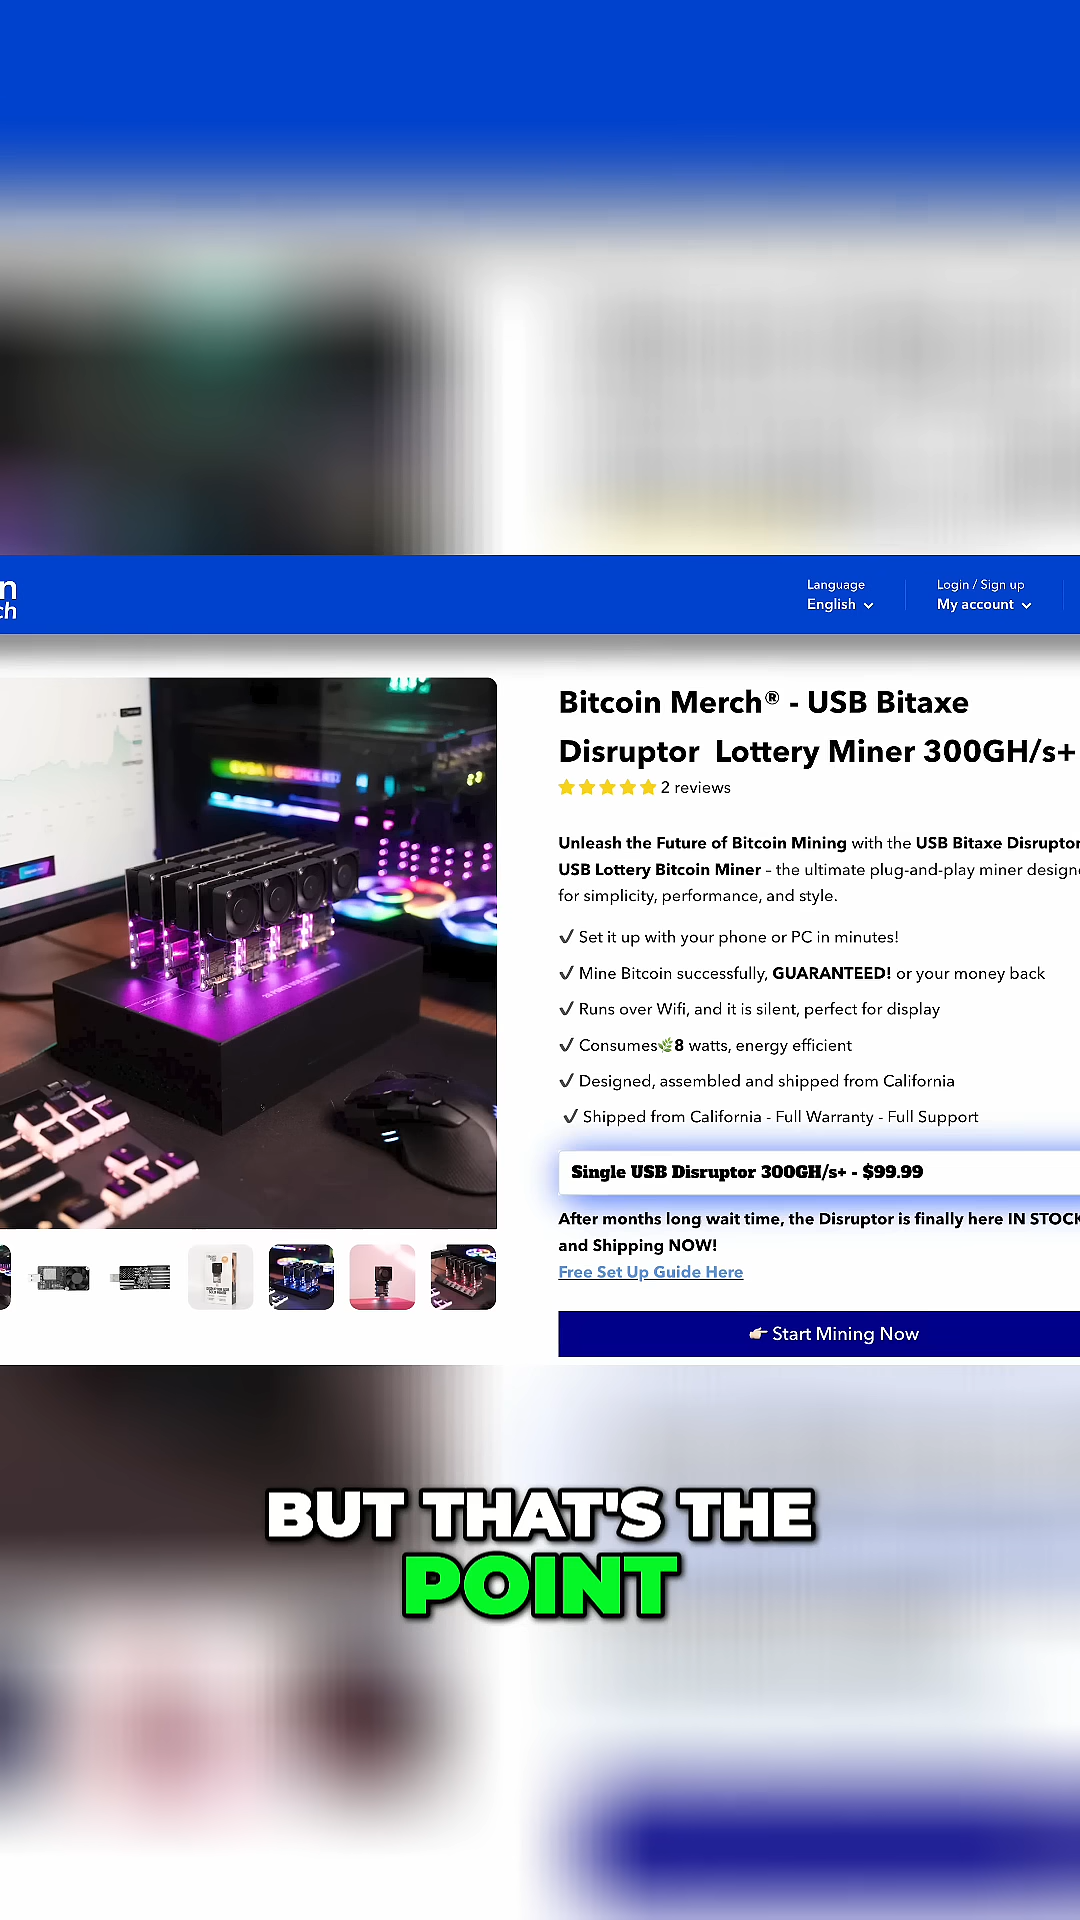 n
ch
Language
English
Login / Sign up
My account
Bitcoin Merch® - USB Bitaxe
Disruptor Lottery Miner 300GH/s+
2 reviews
Unleash the Future of Bitcoin Mining with the USB Bitaxe Disruptor
USB Lottery Bitcoin Miner – the ultimate plug-and-play miner designe
for simplicity, performance, and style.
✓ Set it up with your phone or PC in minutes!
✓ Mine Bitcoin successfully, GUARANTEED! or your money back
✓ Runs over Wifi, and it is silent, perfect for display
✓ Consumes🌿8 watts, energy efficient
✓ Designed, assembled and shipped from California
✓ Shipped from California - Full Warranty - Full Support
Single USB Disruptor 300GH/s+ - $99.99
After months long wait time, the Disruptor is finally here IN STOCK
and Shipping NOW!
Free Set Up Guide Here
👉 Start Mining Now
BUT THAT'S THE
POINT